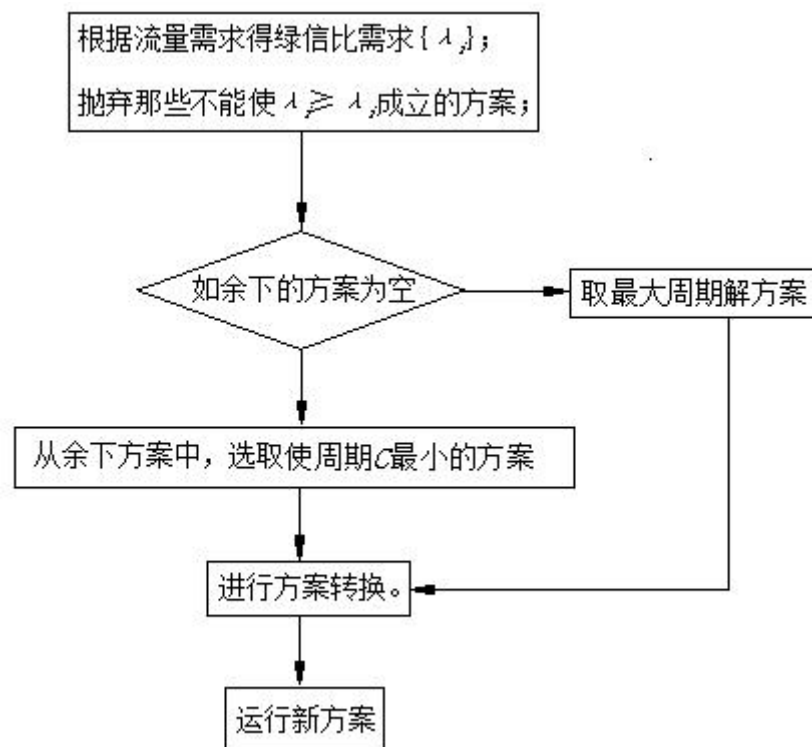 根据流量需求得绿信比需求{λⱼ};
抛弃那些不能使λⱼ≥λⱼ成立的方案;
如余下的方案为空
取最大周期解方案
从余下方案中，选取使周期C最小的方案
进行方案转换。
运行新方案